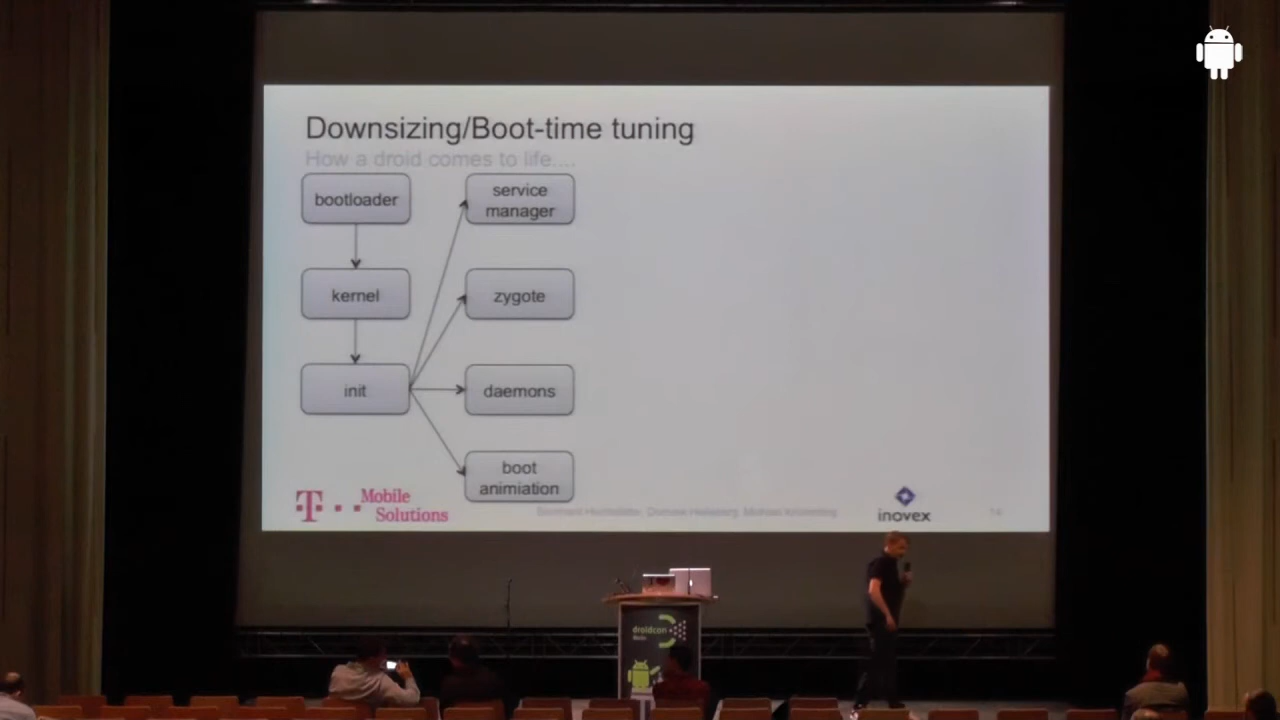 Downsizing/Boot-time tuning
How a droid comes to life....
bootloader
service
manager
kernel
zygote
init
daemons
boot
animiation
T
Mobile
Solutions
inovex
14
droidcon